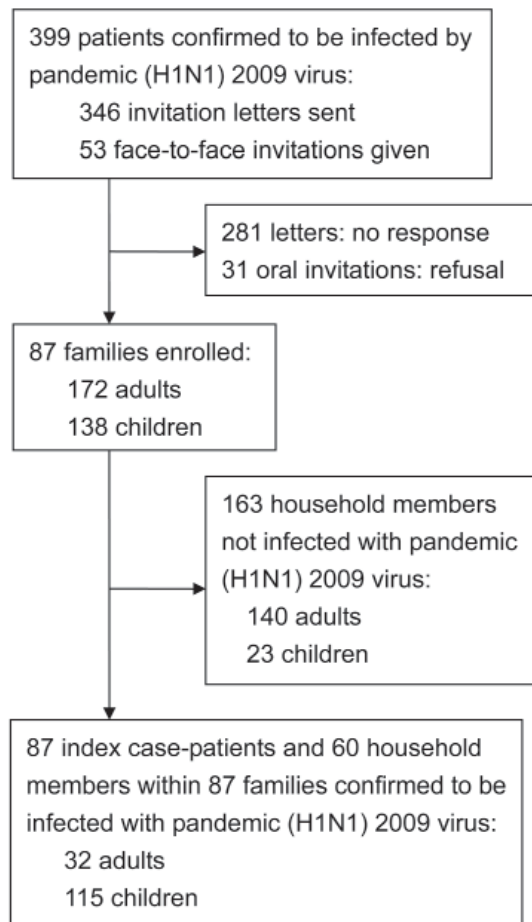 399 patients confirmed to be infected by
pandemic (H1N1) 2009 virus:
346 invitation letters sent
53 face-to-face invitations given
281 letters: no response
31 oral invitations: refusal
87 families enrolled:
172 adults
138 children
163 household members
not infected with pandemic
(H1N1) 2009 virus:
140 adults
23 children
87 index case-patients and 60 household
members within 87 families confirmed to be
infected with pandemic (H1N1) 2009 virus:
32 adults
115 children